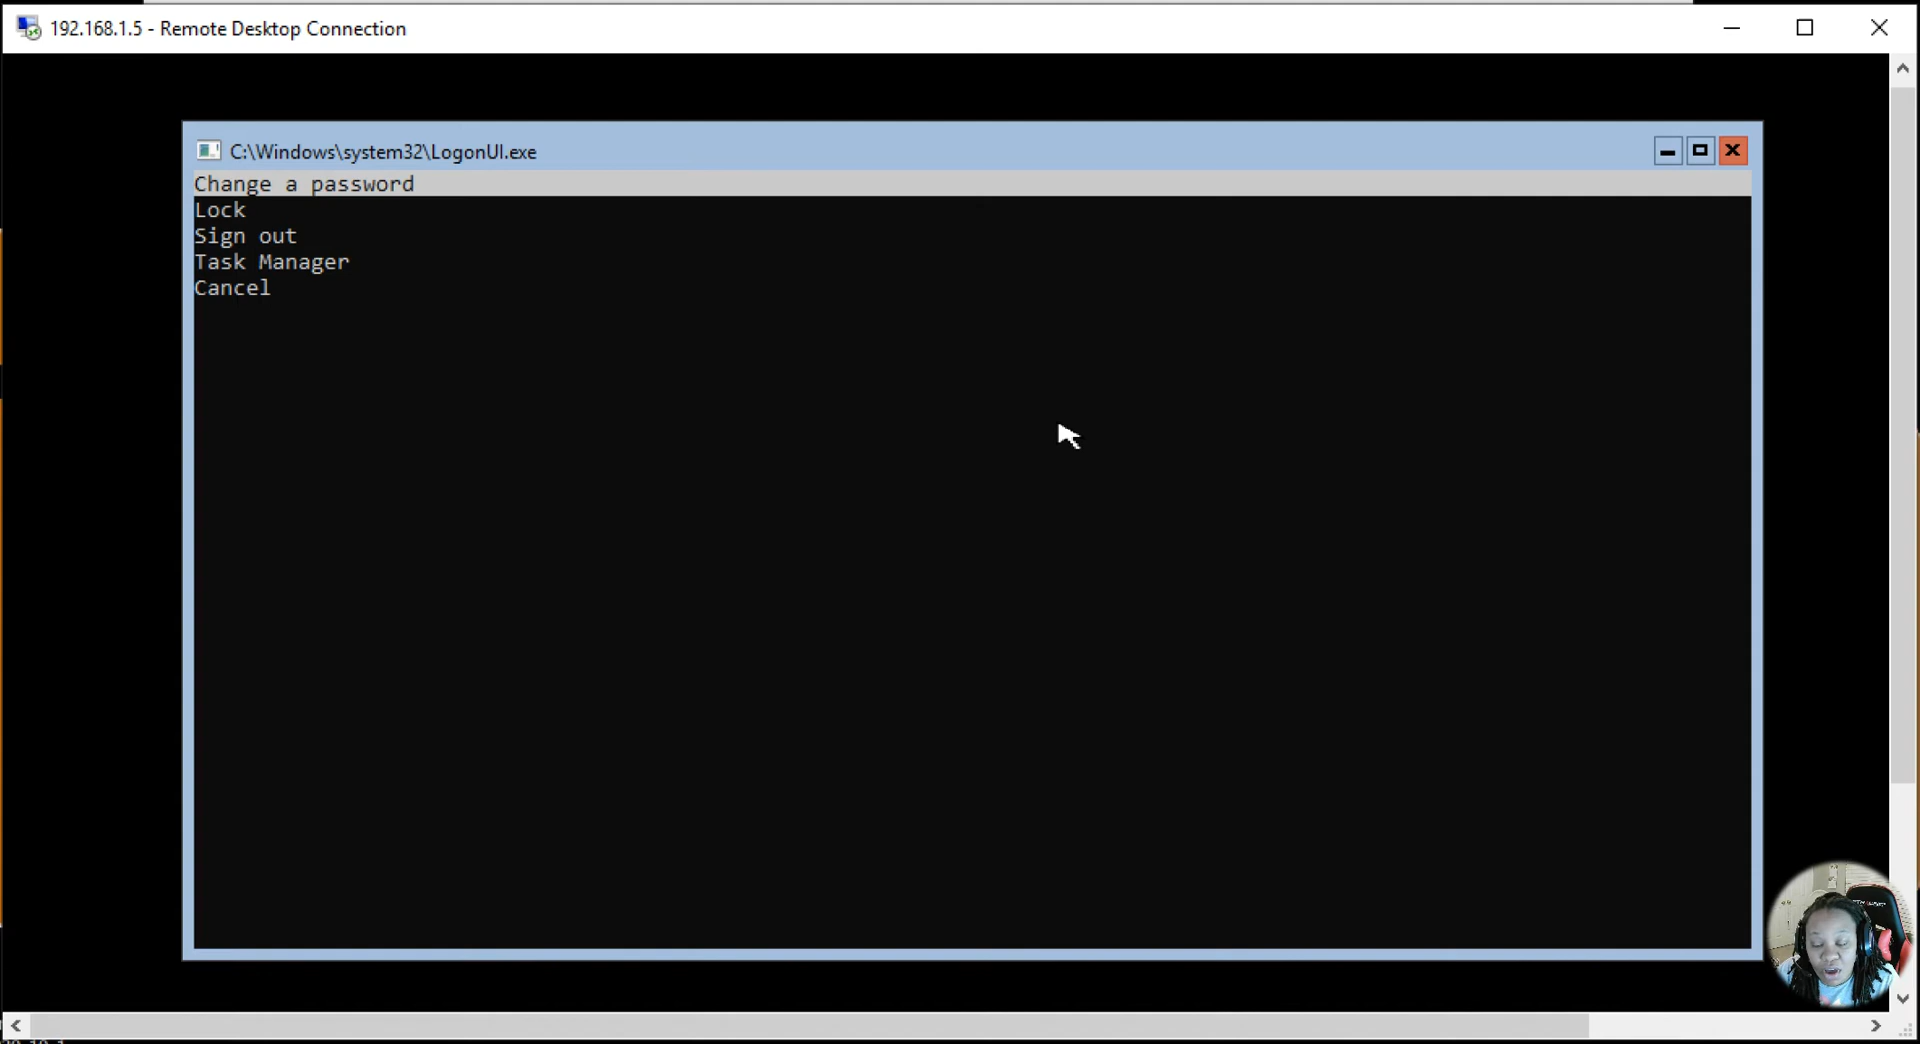 192.168.1.5 - Remote Desktop Connection
C:\Windows\system32\LogonUI.exe
Change a password
Lock
Sign out
Task Manager
Cancel